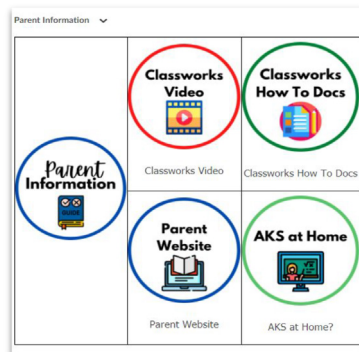 Parent Information
Parent
Information
GUIDE
Classworks
Video
Classworks Video
Classworks
How To Docs
Classworks How To Docs
Parent
Website
Parent Website
AKS at Home
AKS at Home?